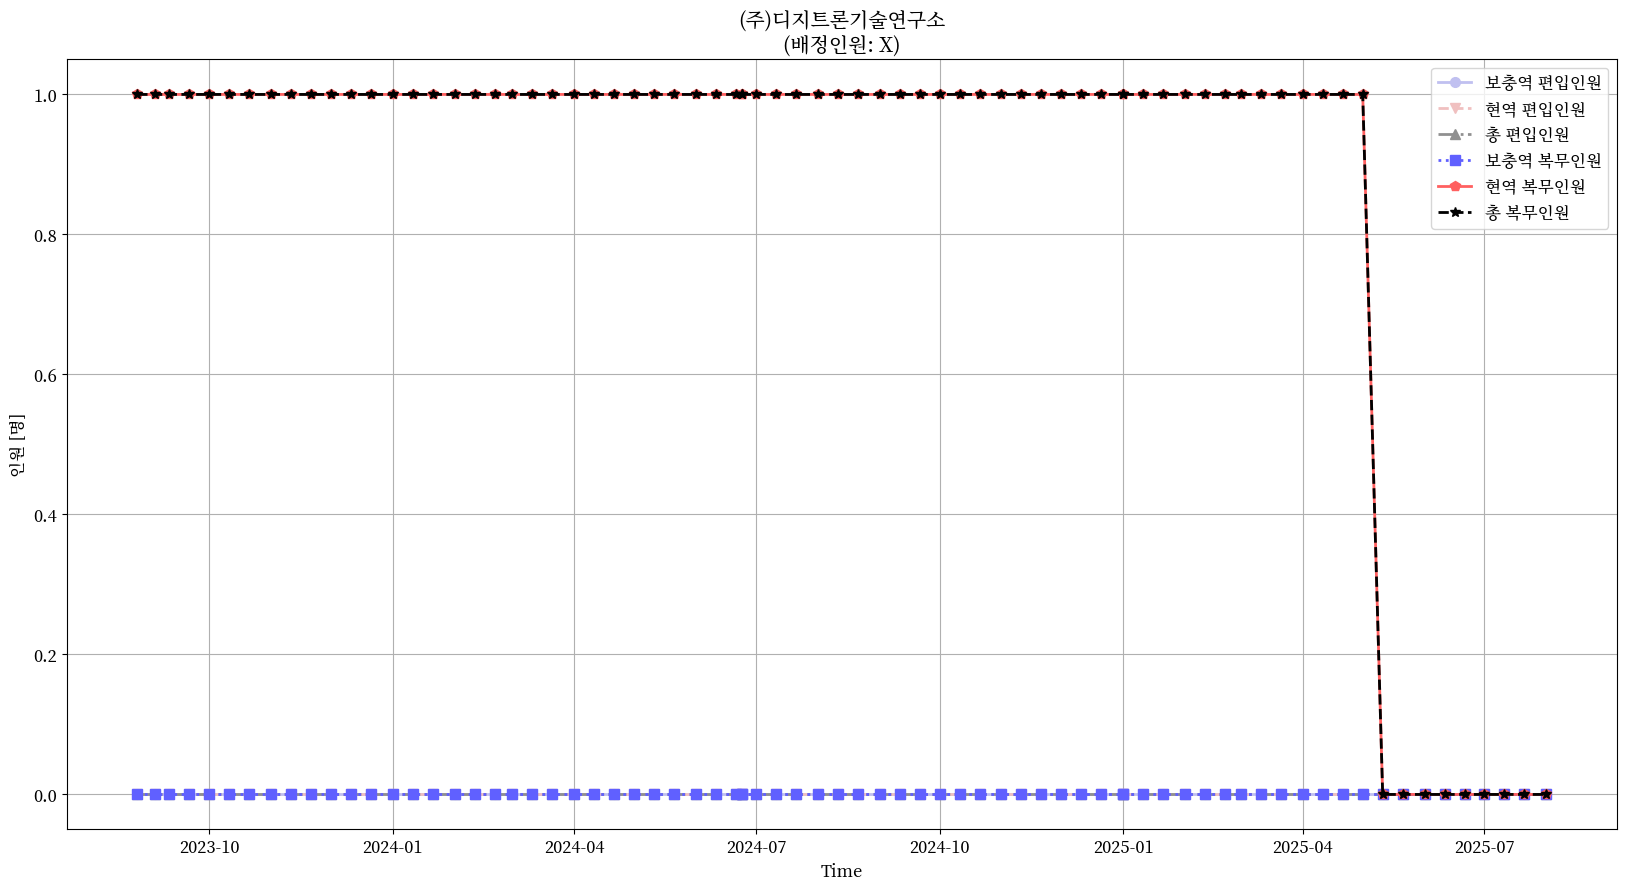 (주)디지트론기술연구소
(배정인원: X)
보충역 편입인원
현역 편입인원
총 편입인원
보충역 복무인원
현역 복무인원
총 복무인원
인원 [명]
1.0
0.8
0.6
0.4
0.2
0.0
2023-10
2024-01
2024-04
2024-07
2024-10
2025-01
2025-04
2025-07
Time